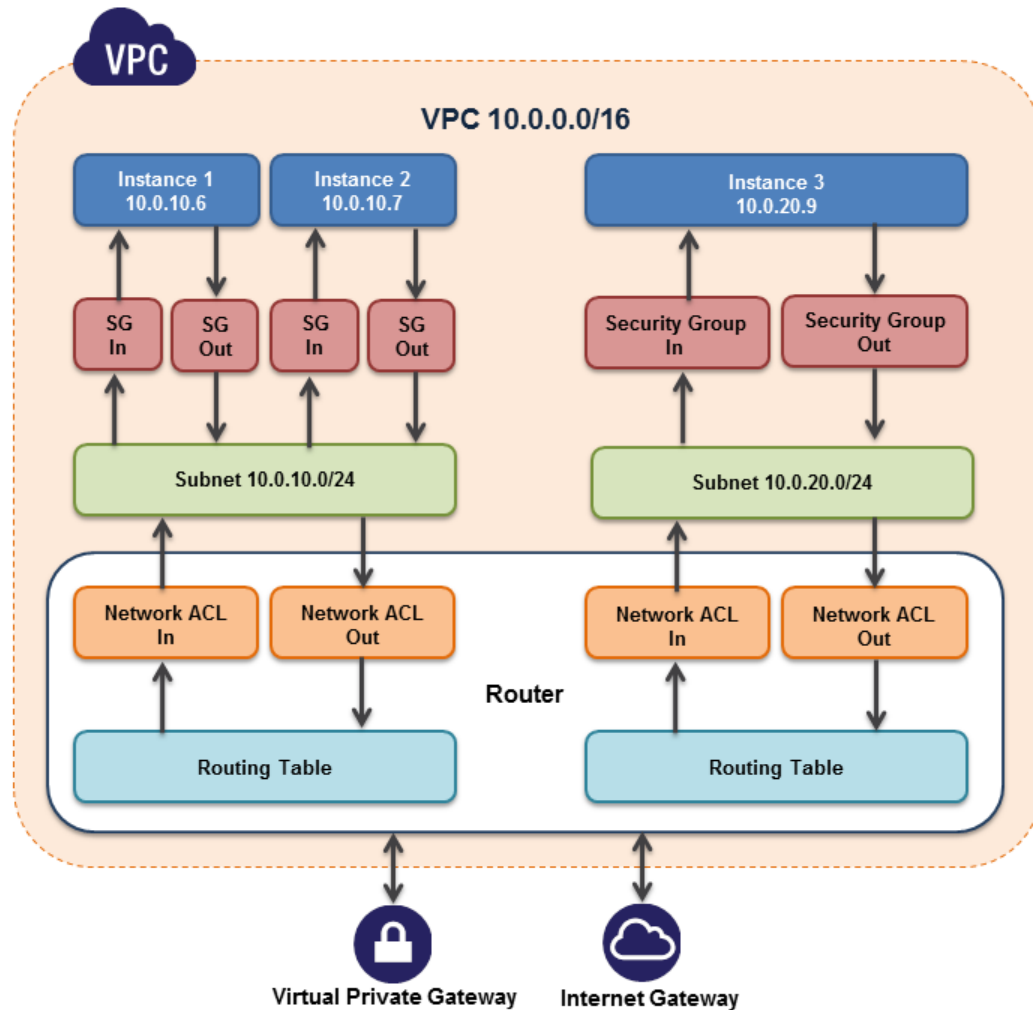 VPC
VPC 10.0.0.0/16
Instance 1
10.0.10.6
Instance 2
10.0.10.7
Instance 3
10.0.20.9
SG
In
SG
Out
SG
In
SG
Out
Security Group
In
Security Group
Out
Subnet 10.0.10.0/24
Subnet 10.0.20.0/24
Network ACL
In
Network ACL
Out
Network ACL
In
Network ACL
Out
Router
Routing Table
Routing Table
Virtual Private Gateway
Internet Gateway